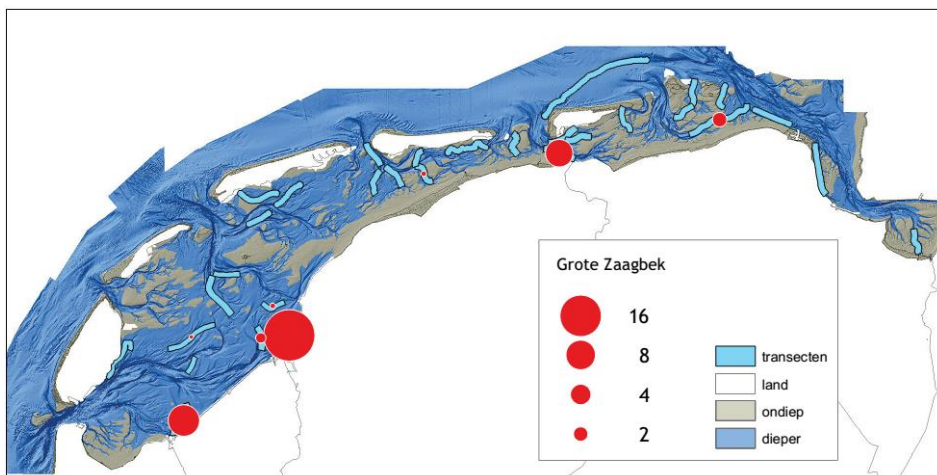 Grote Zaagbek
16
8
4
2
transecten
land
ondiep
dieper